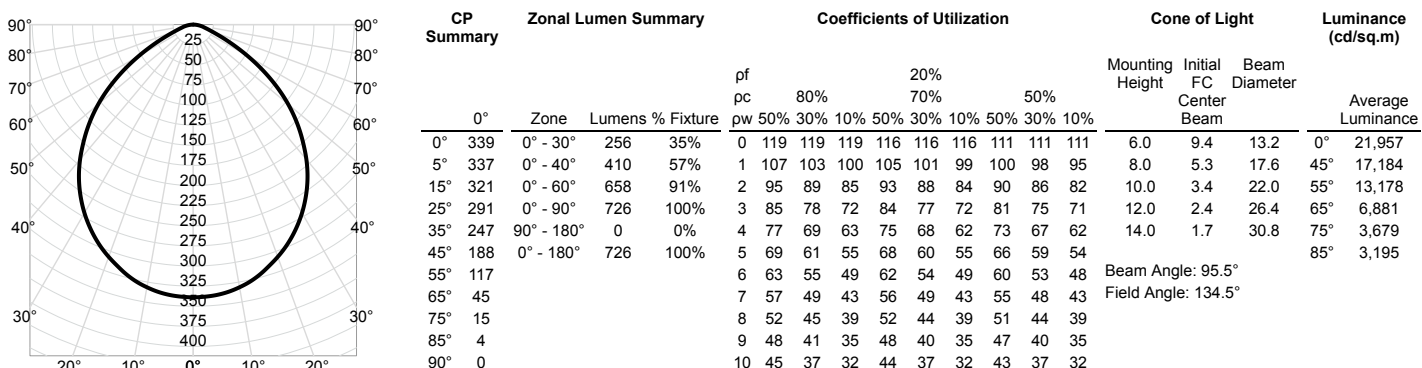 90° 90°
80° 80°
70° 70°
60° 60°
40° 40°
30° 30°
20° 10° 0° 10° 20°
25
50
75
100
125
150
175
200
225
250
275
300
325
350
375
400
CP Summary
0°
0° 339
5° 337
15° 321
25° 291
35° 247
45° 188
55° 117
65° 45
75° 15
85° 4
90° 0
Zonal Lumen Summary
Zone Lumens % Fixture
0° - 30° 256 35%
0° - 40° 410 57%
0° - 60° 658 91%
0° - 90° 726 100%
90° - 180° 0 0%
0° - 180° 726 100%
Coefficients of Utilization
ρf 20%
ρc 80% 70% 50%
ρw 50% 30% 10% 50% 30% 10% 50% 30% 10%
0 119 119 119 116 116 116 111 111 111
1 107 103 100 105 101 99 100 98 95
2 95 89 85 93 88 84 90 86 82
3 85 78 72 84 77 72 81 75 71
4 77 69 63 75 68 62 73 67 62
5 69 61 55 68 60 55 66 59 54
6 63 55 49 62 54 49 60 53 48
7 57 49 43 56 49 43 55 48 43
8 52 45 39 52 44 39 51 44 39
9 48 41 35 48 40 35 47 40 35
10 45 37 32 44 37 32 43 37 32
Cone of Light
Mounting Height Initial FC Center Beam Beam Diameter
6.0 9.4 13.2
8.0 5.3 17.6
10.0 3.4 22.0
12.0 2.4 26.4
14.0 1.7 30.8
Beam Angle: 95.5°
Field Angle: 134.5°
Luminance
(cd/sq.m)
Average
Luminance
0° 21,957
45° 17,184
55° 13,178
65° 6,881
75° 3,679
85° 3,195